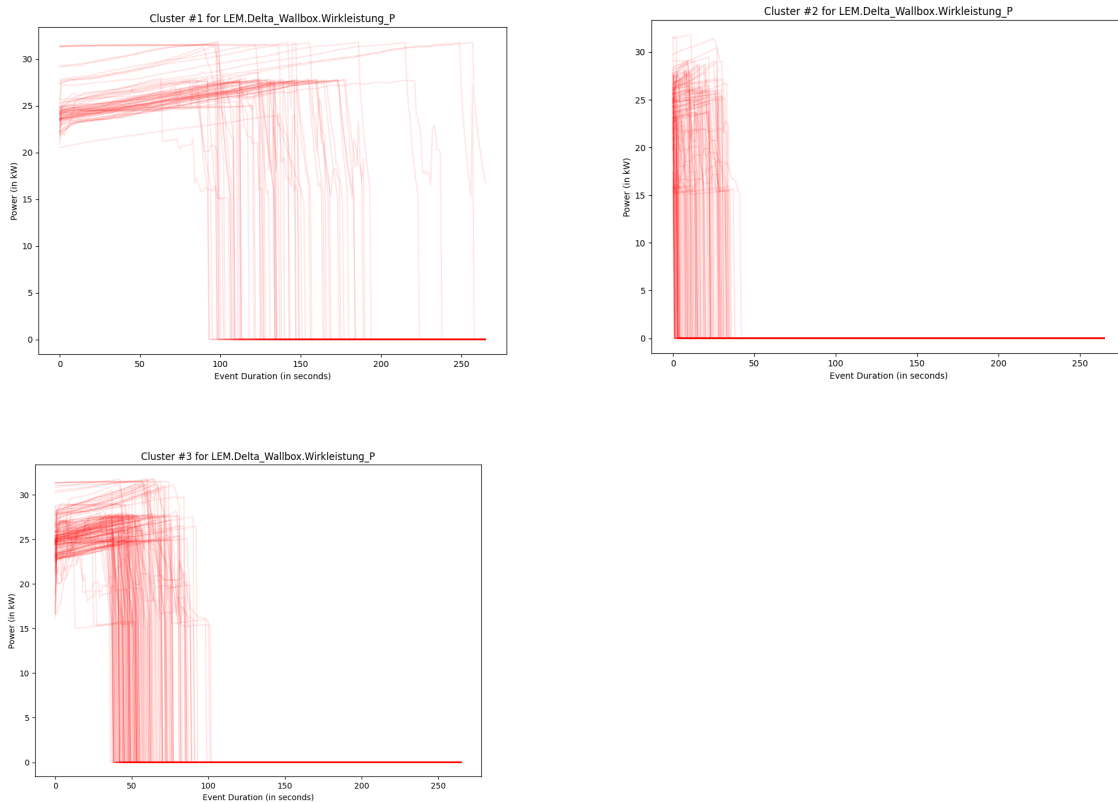 Cluster #1 for LEM.Delta_Wallbox.Wirkleistung_P
30
25
20
15
10
5
0
Power (in kW)
0 50 100 150 200 250
Event Duration (in seconds)
Cluster #2 for LEM.Delta_Wallbox.Wirkleistung_P
30
25
20
15
10
5
0
Power (in kW)
0 50 100 150 200 250
Event Duration (in seconds)
Cluster #3 for LEM.Delta_Wallbox.Wirkleistung_P
30
25
20
15
10
5
0
Power (in kW)
0 50 100 150 200 250
Event Duration (in seconds)